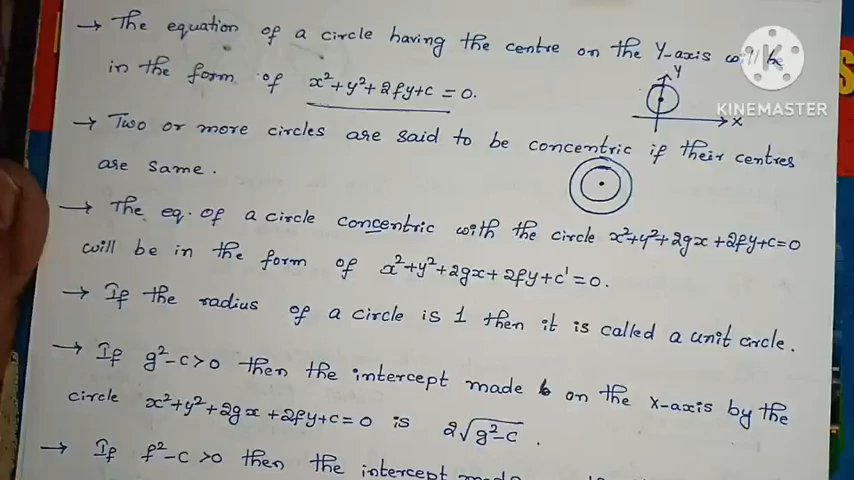 → The equation of a circle having the centre on the Y-axis will be
in the form of x²+y²+2fy+c = 0.
Y
X
KINEMASTER
→ Two or more circles are said to be concentric if their centres
are same.
→ The eq. of a circle concentric with the circle x²+y²+2gx+2fy+c=0
will be in the form of x²+y²+2gx+2fy+c'=0.
→ If the radius of a circle is 1 then it is called a unit circle.
→ If g²-c>0 then the intercept made on the X-axis by the
circle x²+y²+2gx+2fy+c=0 is 2√g²-c .
→ If f²-c>0 then the intercept made